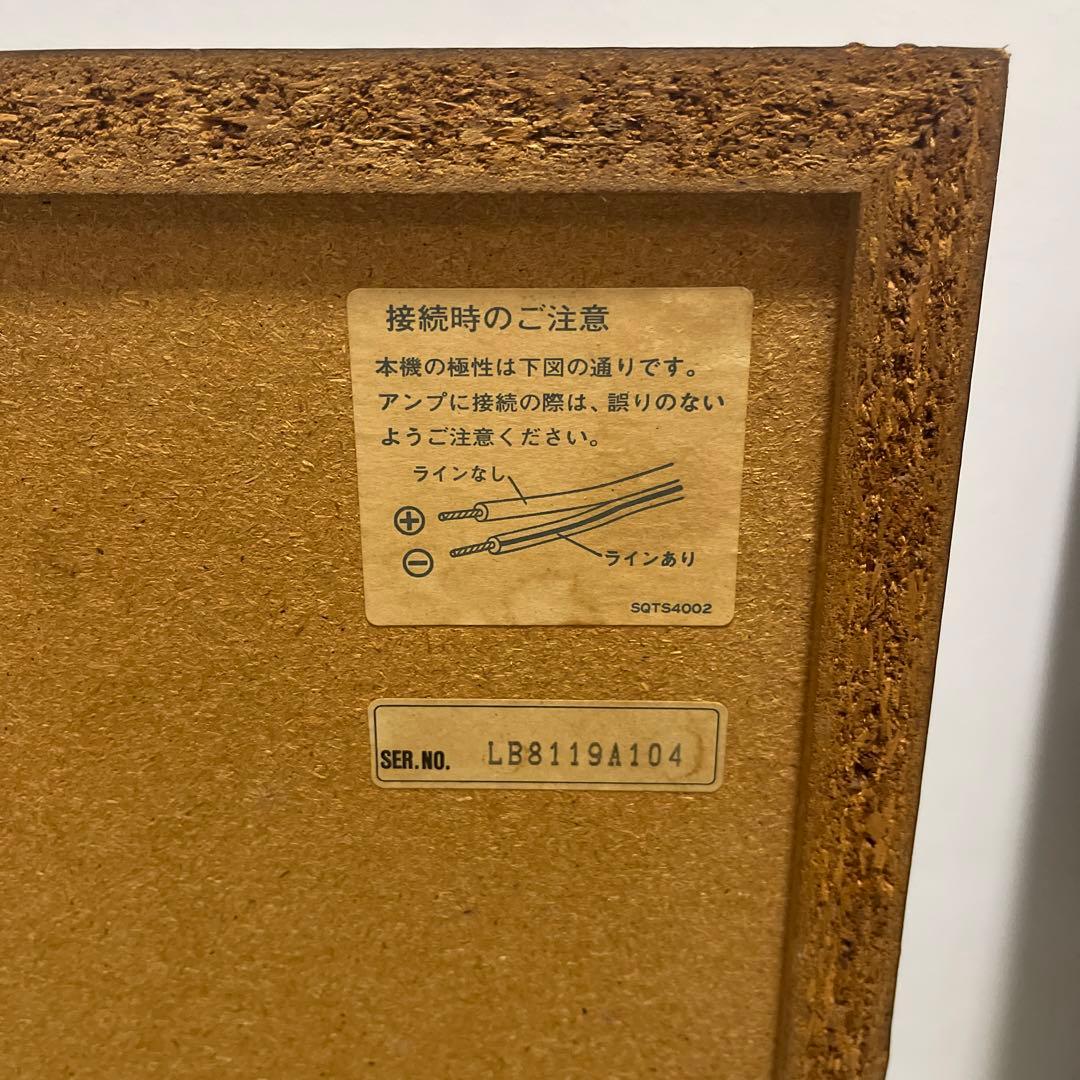 接続時のご注意
本機の極性は下図の通りです。
アンプに接続の際は、誤りのない
ようご注意ください。
ラインなし
⊕
⊖
ラインあり
SQTS4002
SER.NO. LB8119A104